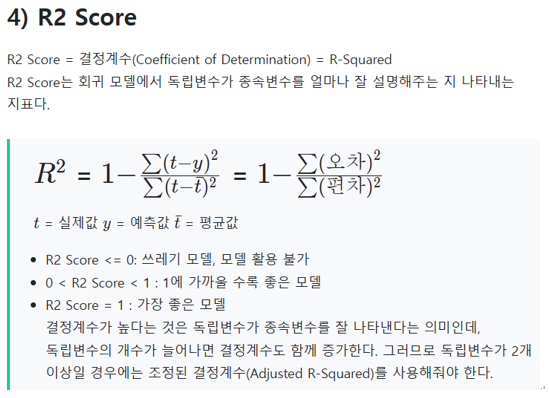 4) R2 Score
R2 Score = 결정계수(Coefficient of Determination) = R-Squared
R2 Score는 회귀 모델에서 독립변수가 종속변수를 얼마나 잘 설명해주는 지 나타내는
지표다.
R² = 1−∑(t−y)²/∑(t−t̄)² = 1−∑(오차)²/∑(편차)²
t = 실제값 y = 예측값 t̄ = 평균값
• R2 Score <= 0: 쓰레기 모델, 모델 활용 불가
• 0 < R2 Score < 1 : 1에 가까울 수록 좋은 모델
• R2 Score = 1 : 가장 좋은 모델
결정계수가 높다는 것은 독립변수가 종속변수를 잘 나타낸다는 의미인데,
독립변수의 개수가 늘어나면 결정계수도 함께 증가한다. 그러므로 독립변수가 2개
이상일 경우에는 조정된 결정계수(Adjusted R-Squared)를 사용해줘야 한다.